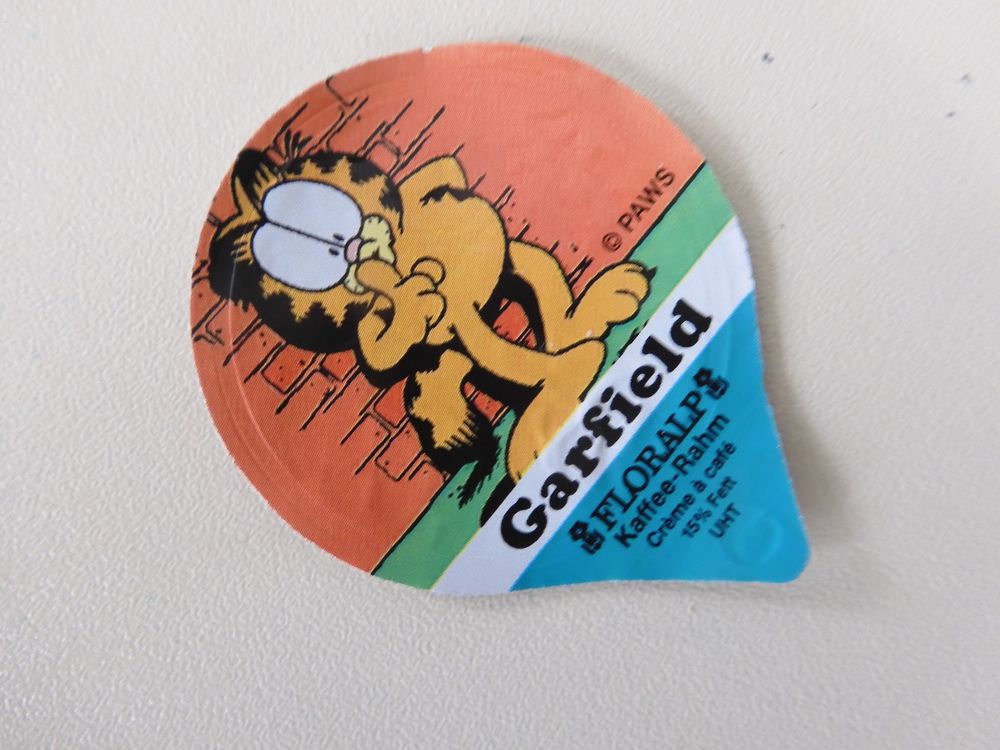 © PAWS
Garfield
FLORALP
Kaffee-Rahm
Crème à café
15% Fett
UHT